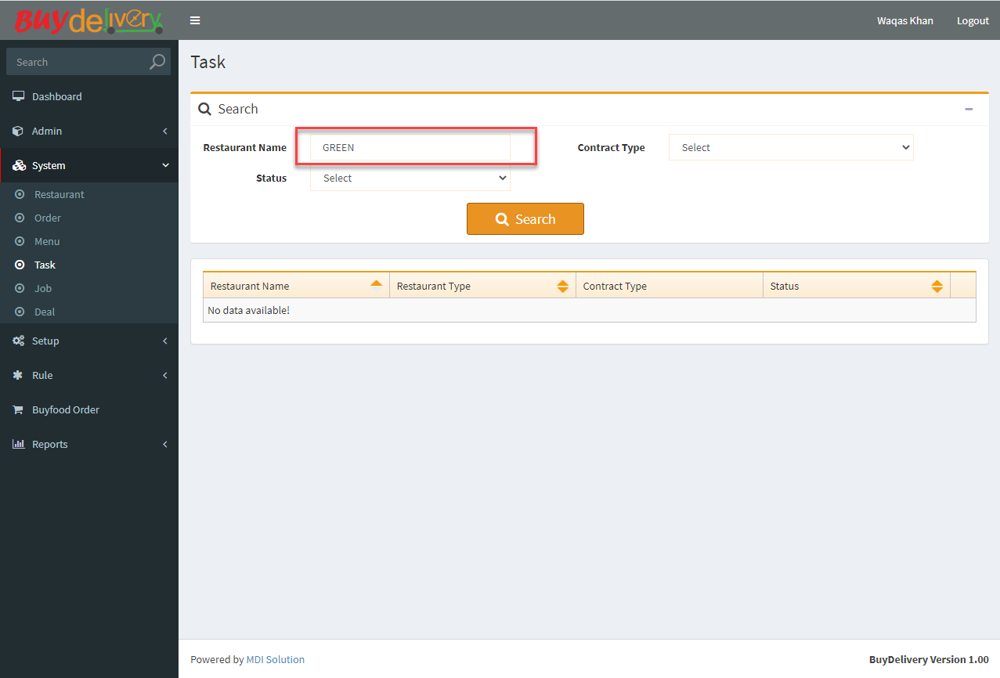 BUYdelivery
Waqas Khan Logout
Search
Dashboard
Admin
System
Restaurant
Order
Menu
Task
Job
Deal
Setup
Rule
Buyfood Order
Reports
Task
Search
Restaurant Name GREEN Contract Type Select
Status Select
Search
Restaurant Name Restaurant Type Contract Type Status
No data available!
Powered by MDI Solution BuyDelivery Version 1.00